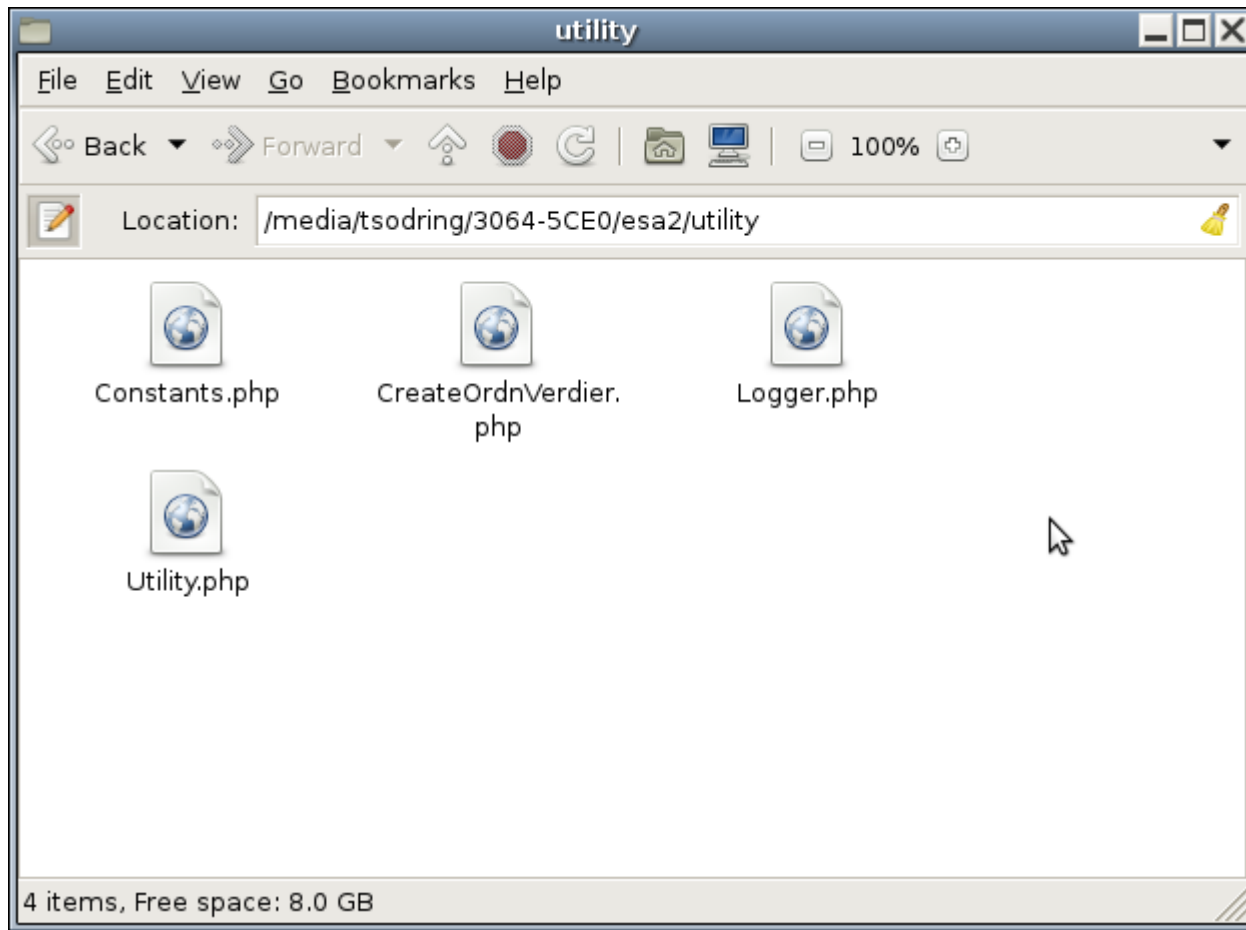 utility
File Edit View Go Bookmarks Help
Back Forward 100%
Location: /media/tsodring/3064-5CE0/esa2/utility
Constants.php CreateOrdnVerdier. Logger.php
php
Utility.php
4 items, Free space: 8.0 GB